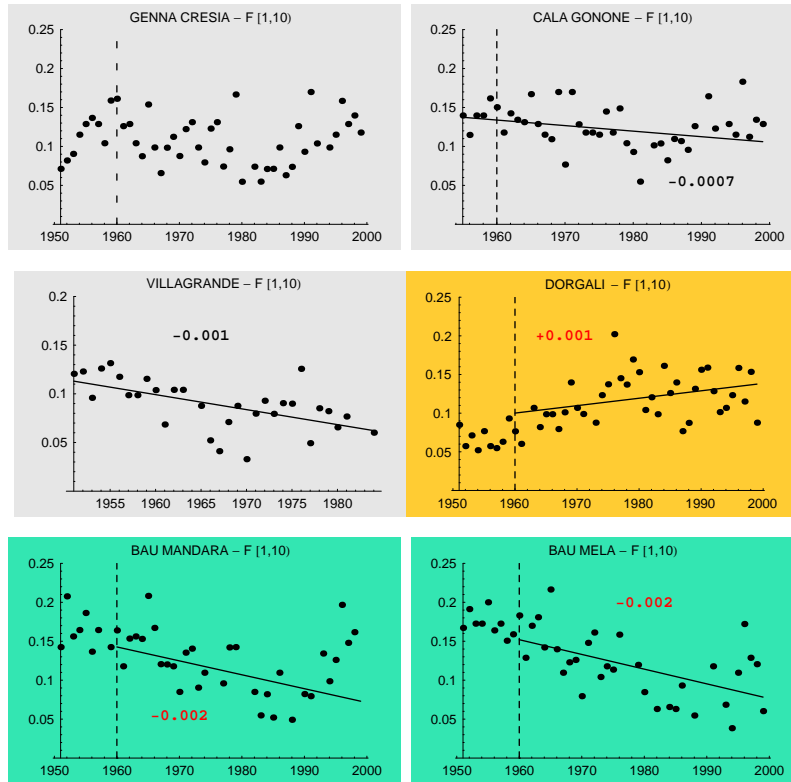 GENNA CRESIA – F [1,10)
0.25
0.2
0.15
0.1
0.05
1950 1960 1970 1980 1990 2000
CALA GONONE – F [1,10)
0.25
0.2
0.15
0.1
0.05
-0.0007
1960 1970 1980 1990 2000
VILLAGRANDE – F [1,10)
0.2
0.15
0.1
0.05
-0.001
1955 1960 1965 1970 1975 1980
DORGALI – F [1,10)
0.25
0.2
0.15
0.1
0.05
+0.001
1950 1960 1970 1980 1990 2000
BAU MANDARA – F [1,10)
0.25
0.2
0.15
0.1
0.05
-0.002
1950 1960 1970 1980 1990 2000
BAU MELA – F [1,10)
0.25
0.2
0.15
0.1
0.05
-0.002
1950 1960 1970 1980 1990 2000